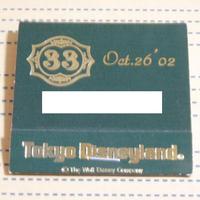 33
Oct.26'02
Tokyo Disneyland®
© The Walt Disney Company